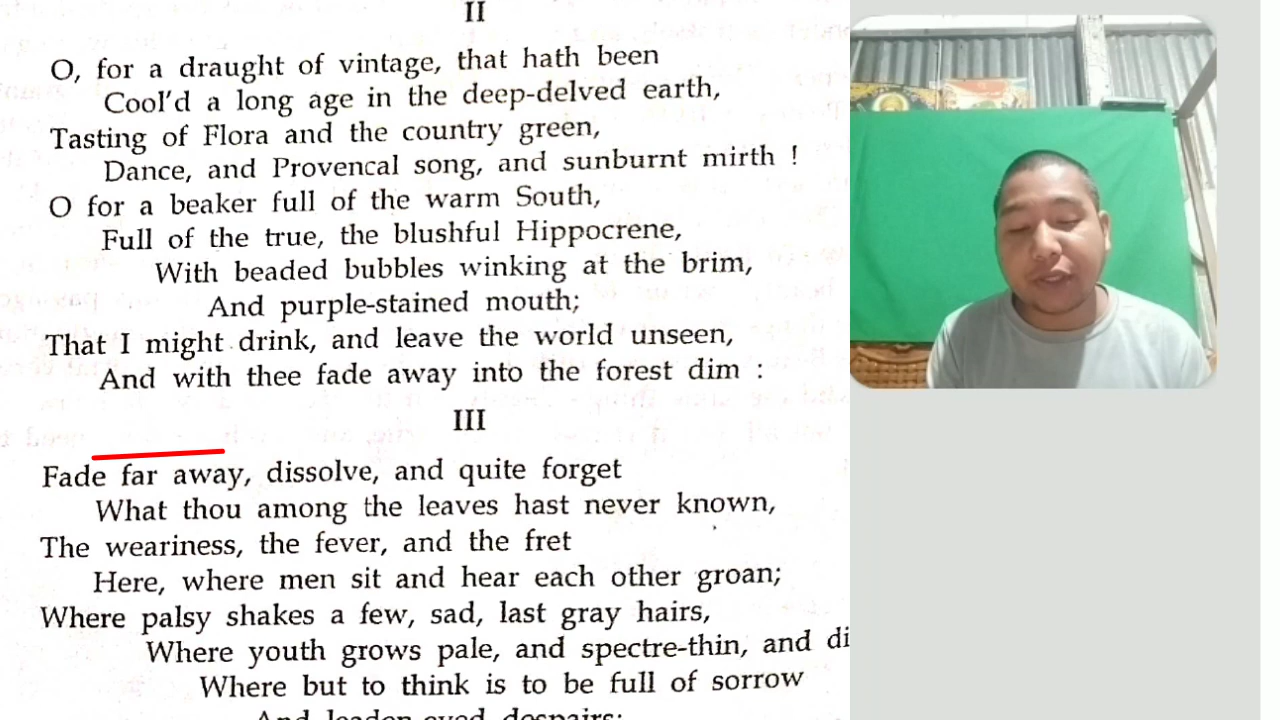 II
O, for a draught of vintage, that hath been
Cool'd a long age in the deep-delved earth,
Tasting of Flora and the country green,
Dance, and Provencal song, and sunburnt mirth !
O for a beaker full of the warm South,
Full of the true, the blushful Hippocrene,
With beaded bubbles winking at the brim,
And purple-stained mouth;
That I might drink, and leave the world unseen,
And with thee fade away into the forest dim :
III
Fade far away, dissolve, and quite forget
What thou among the leaves hast never known,
The weariness, the fever, and the fret
Here, where men sit and hear each other groan;
Where palsy shakes a few, sad, last gray hairs,
Where youth grows pale, and spectre-thin, and di
Where but to think is to be full of sorrow
And leaden-eyed despairs;